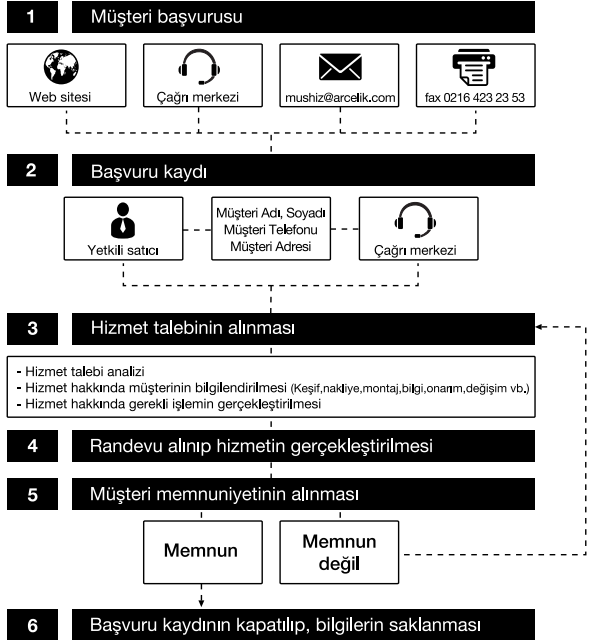 1 Müşteri başvurusu
Web sitesi
Çağrı merkezi
mushiz@arcelik.com
fax 0216 423 23 53
2 Başvuru kaydı
Yetkili satıcı
Müşteri Adı, Soyadı
Müşteri Telefonu
Müşteri Adresi
Çağrı merkezi
3 Hizmet talebinin alınması
- Hizmet talebi analizi
- Hizmet hakkında müşterinin bilgilendirilmesi (Keşif,nakliye,montaj,bilgi,onarım,değişim vb.)
- Hizmet hakkında gerekli işlemin gerçekleştirilmesi
4 Randevu alınıp hizmetin gerçekleştirilmesi
5 Müşteri memnuniyetinin alınması
Memnun
Memnun
değil
6 Başvuru kaydının kapatılıp, bilgilerin saklanması